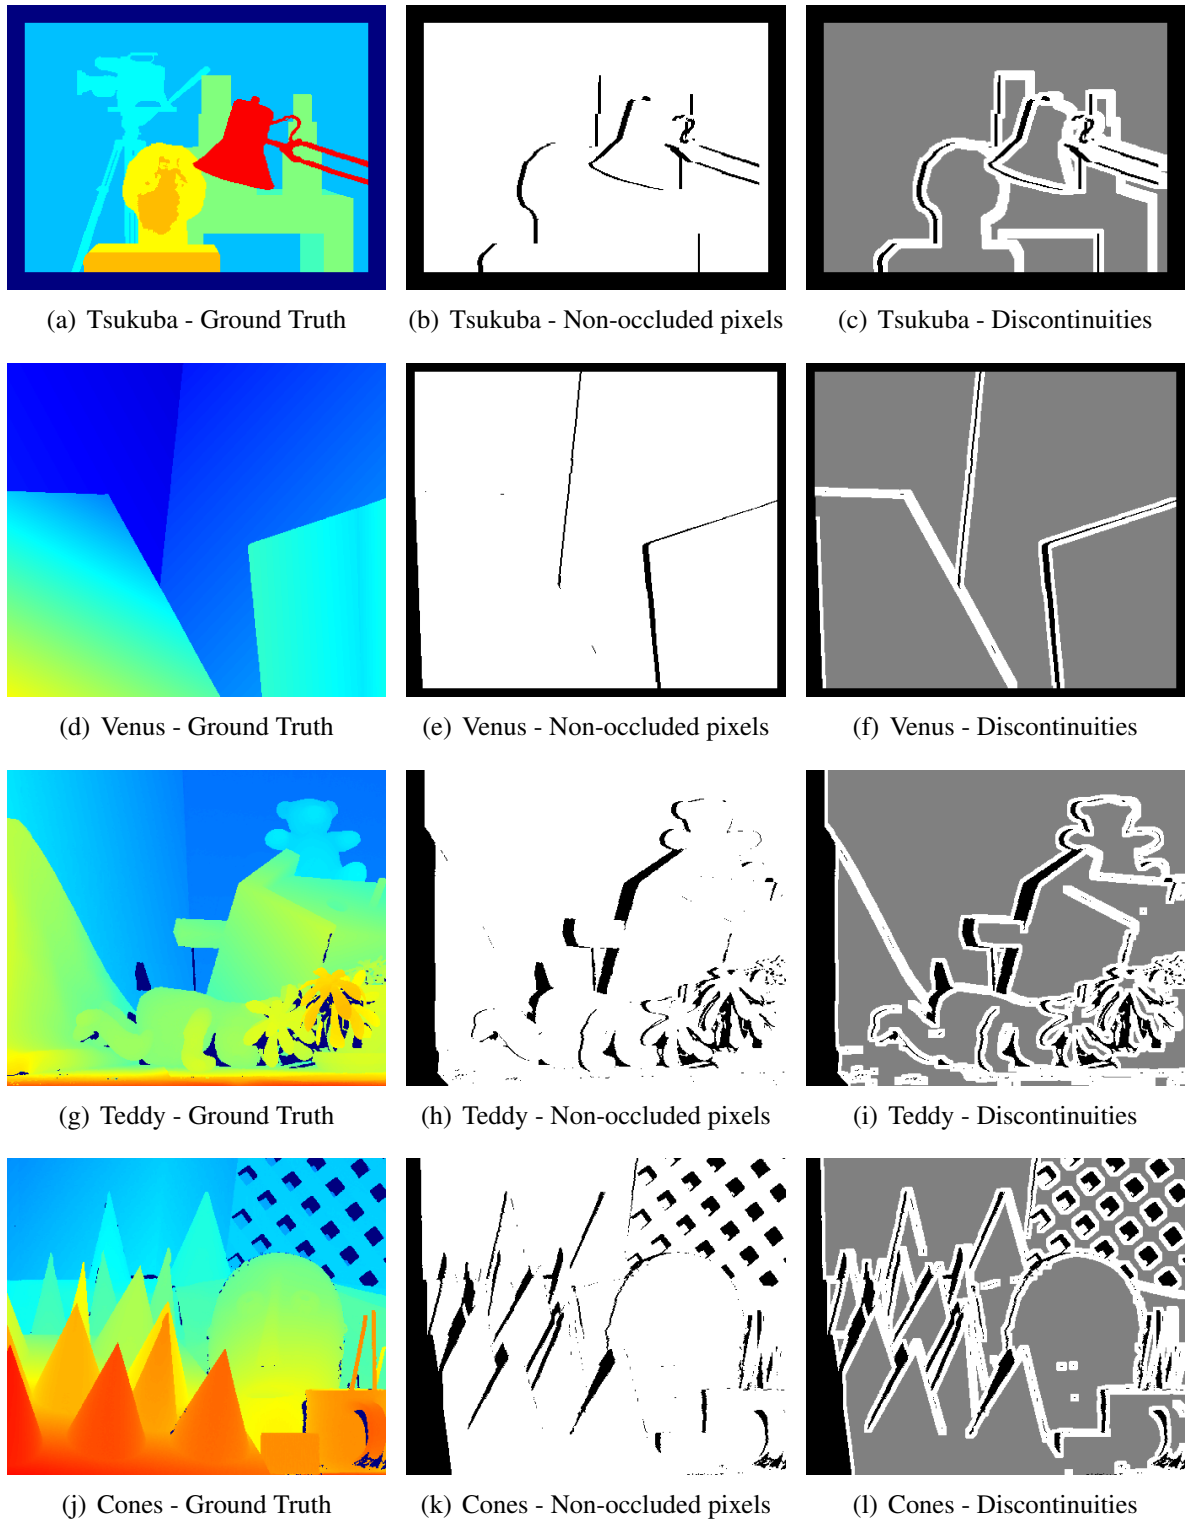 (a) Tsukuba - Ground Truth
(b) Tsukuba - Non-occluded pixels
(c) Tsukuba - Discontinuities
(d) Venus - Ground Truth
(e) Venus - Non-occluded pixels
(f) Venus - Discontinuities
(g) Teddy - Ground Truth
(h) Teddy - Non-occluded pixels
(i) Teddy - Discontinuities
(j) Cones - Ground Truth
(k) Cones - Non-occluded pixels
(l) Cones - Discontinuities